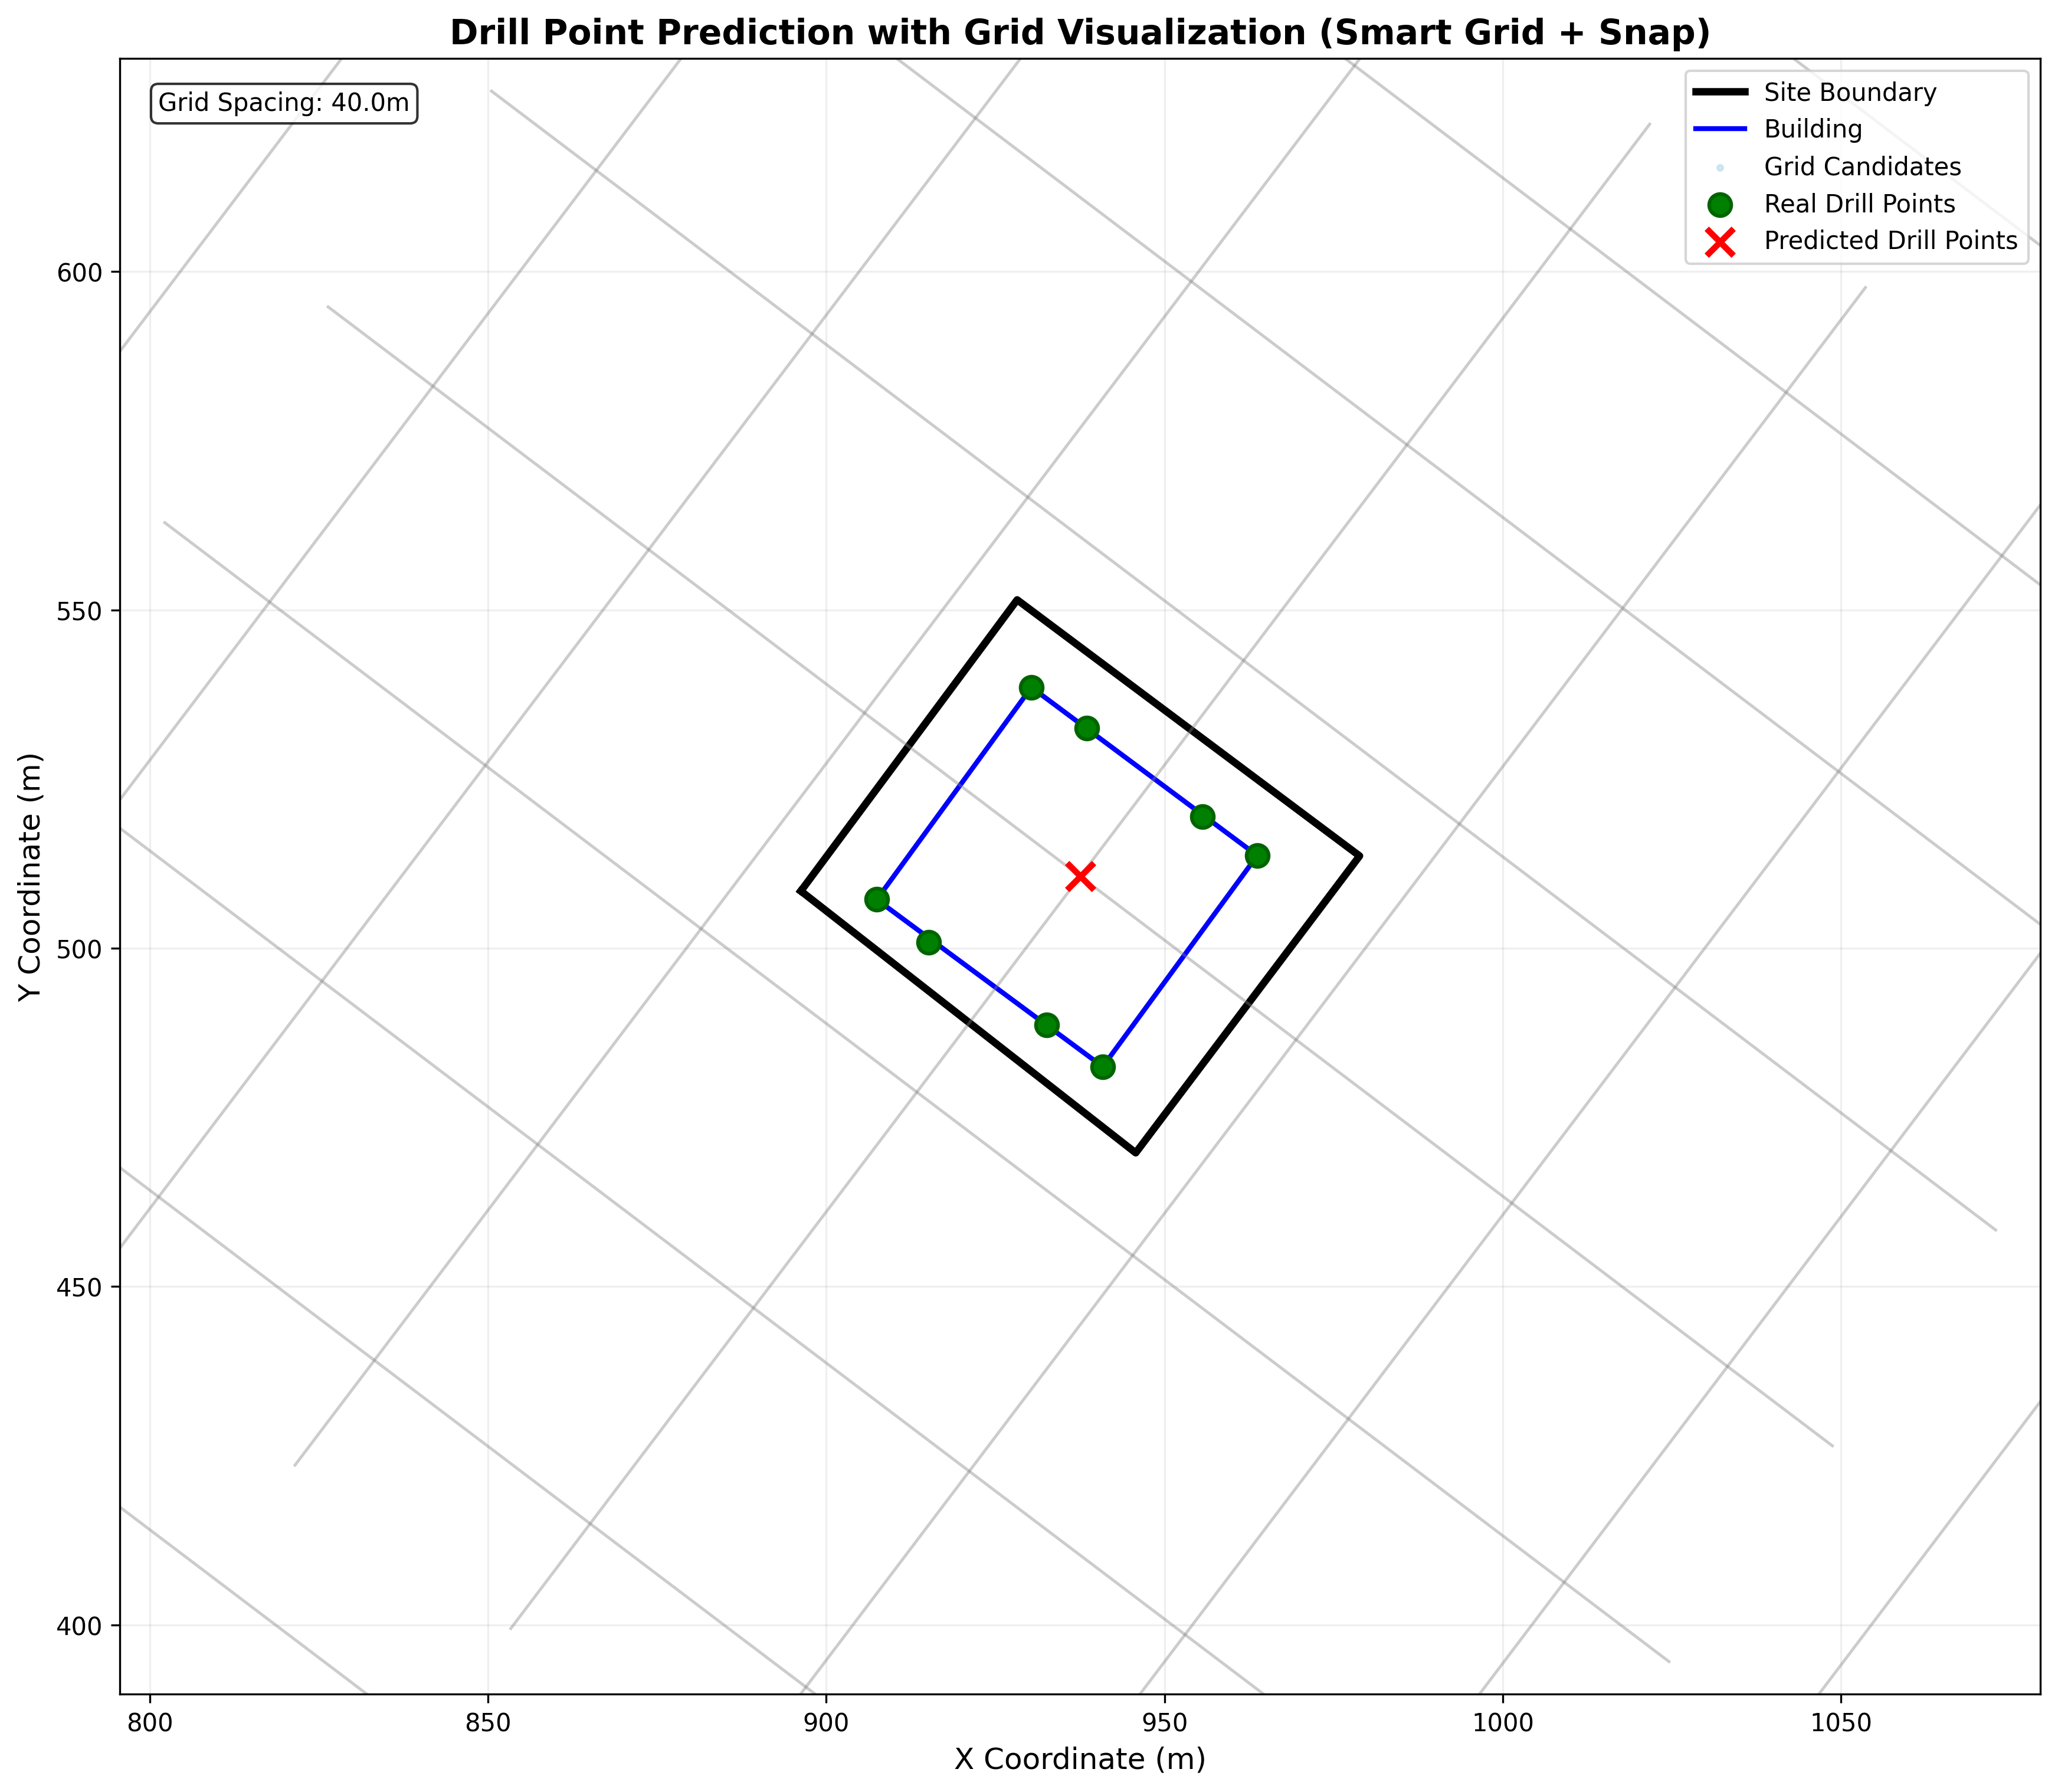 Drill Point Prediction with Grid Visualization (Smart Grid + Snap)
Grid Spacing: 40.0m
Site Boundary
Building
Grid Candidates
Real Drill Points
Predicted Drill Points
600
550
500
450
400
Y Coordinate (m)
800
850
900
950
1000
1050
X Coordinate (m)